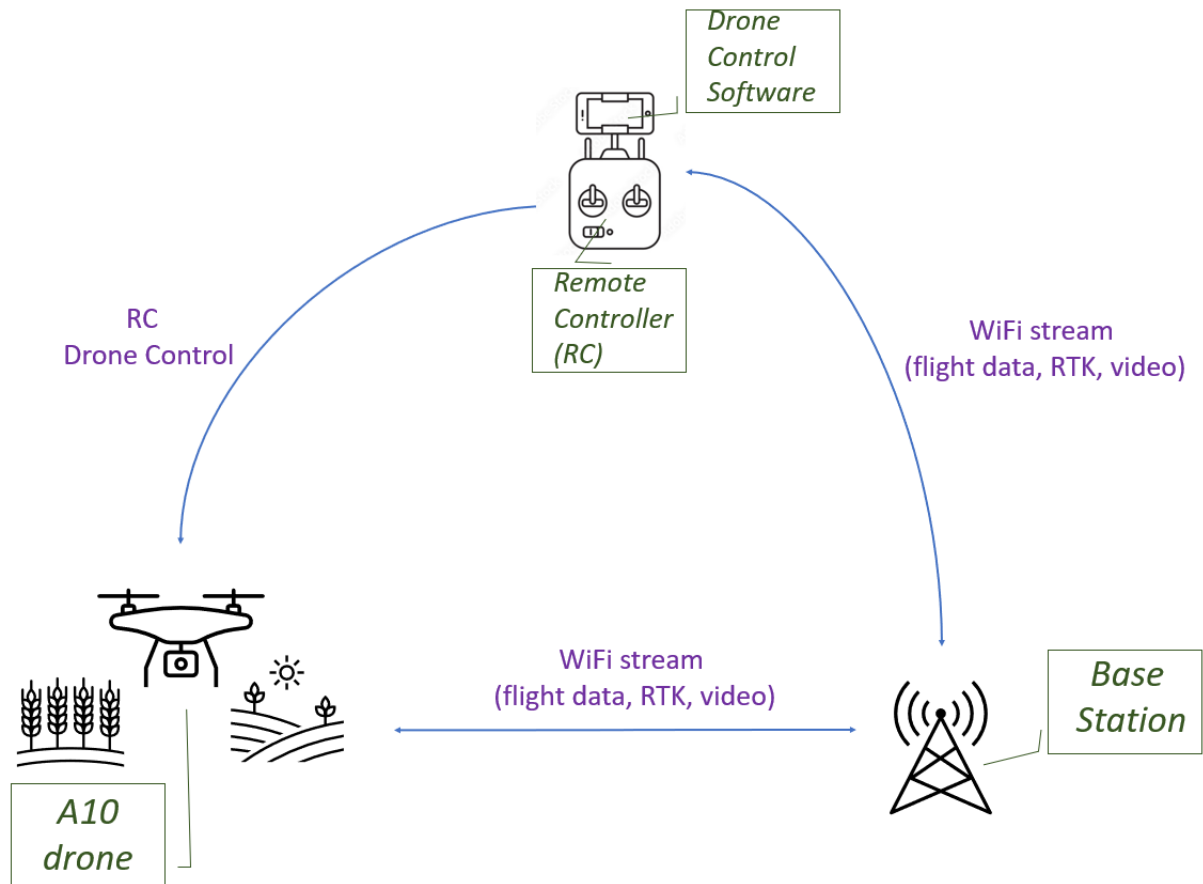 Drone
Control
Software
Remote
Controller
(RC)
RC
Drone Control
WiFi stream
(flight data, RTK, video)
WiFi stream
(flight data, RTK, video)
Base
Station
A10
drone